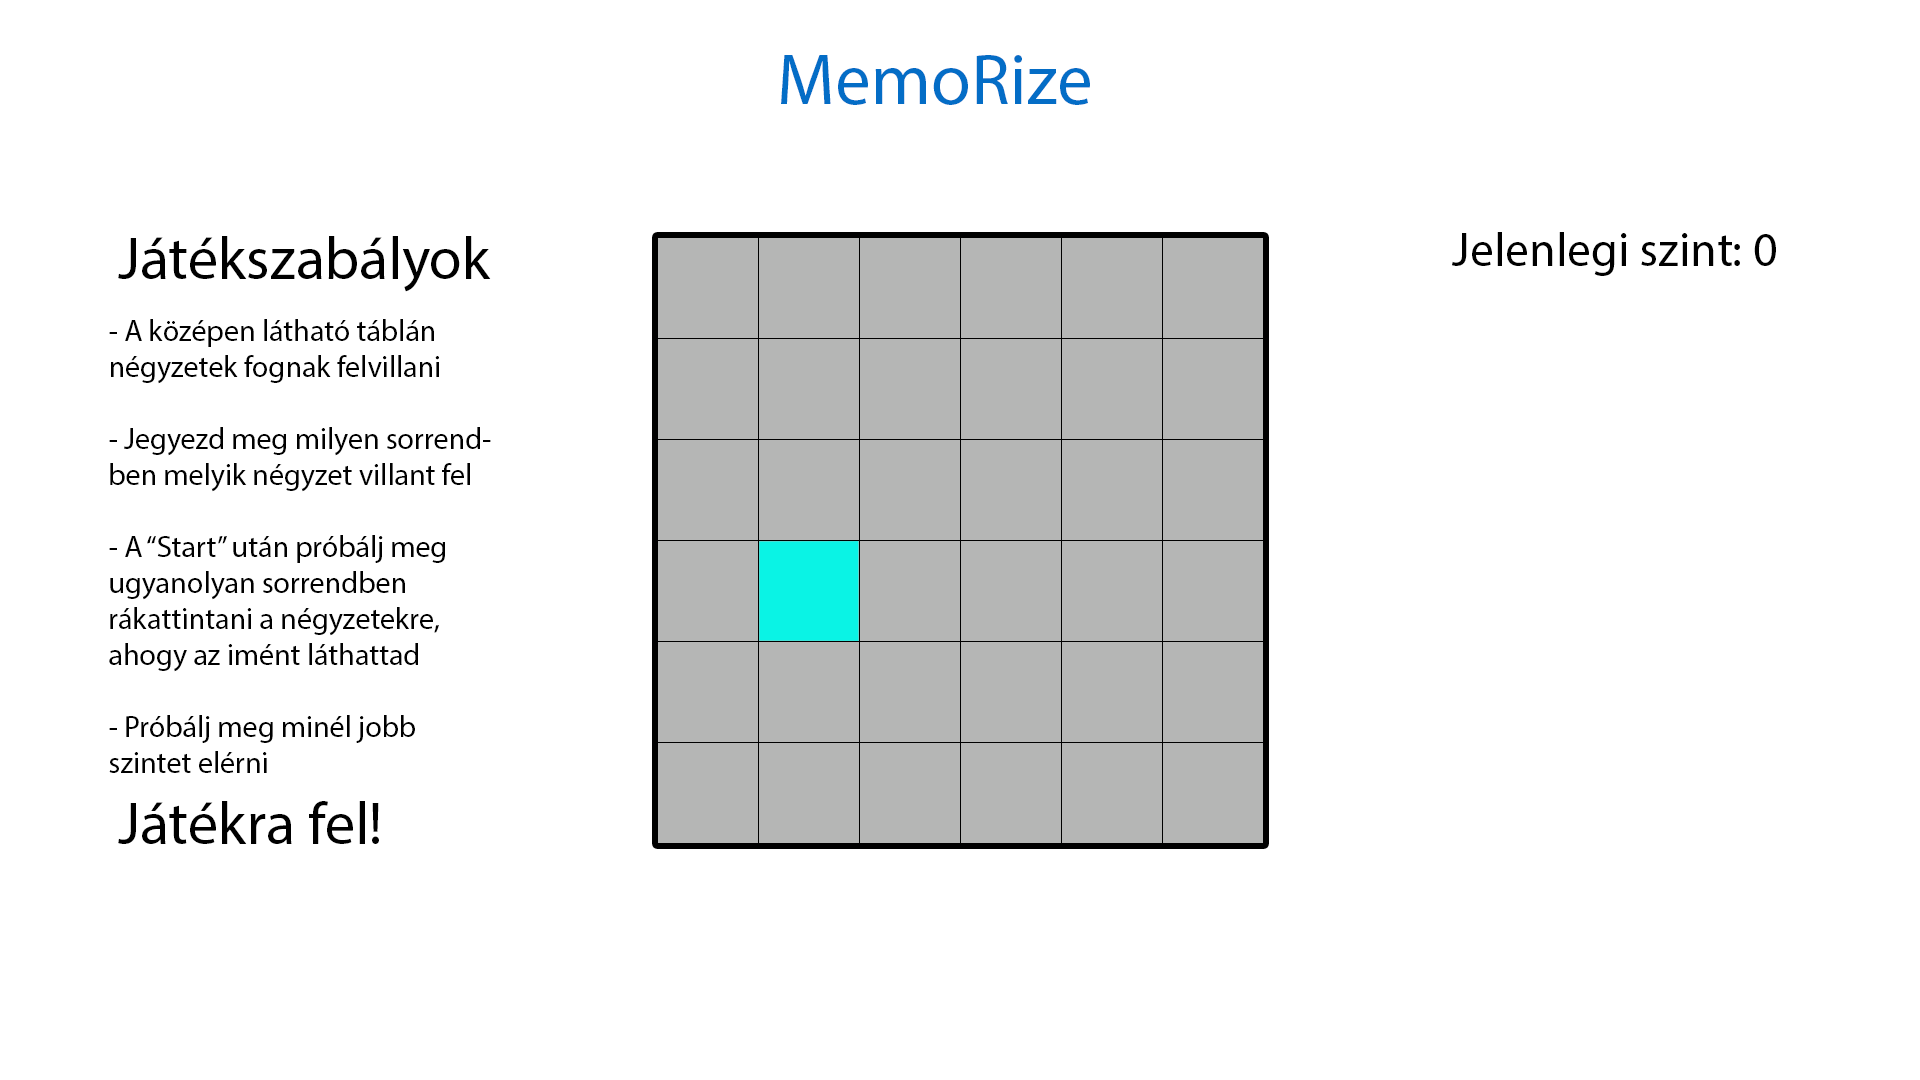 MemoRize
Játékszabályok
- A középen látható táblán
négyzetek fognak felvillani
- Jegyezd meg milyen sorrend-
ben melyik négyzet villant fel
- A “Start” után próbálj meg
ugyanolyan sorrendben
rákattintani a négyzetekre,
ahogy az imént láthattad
- Próbálj meg minél jobb
szintet elérni
Játékra fel!
Jelenlegi szint: 0